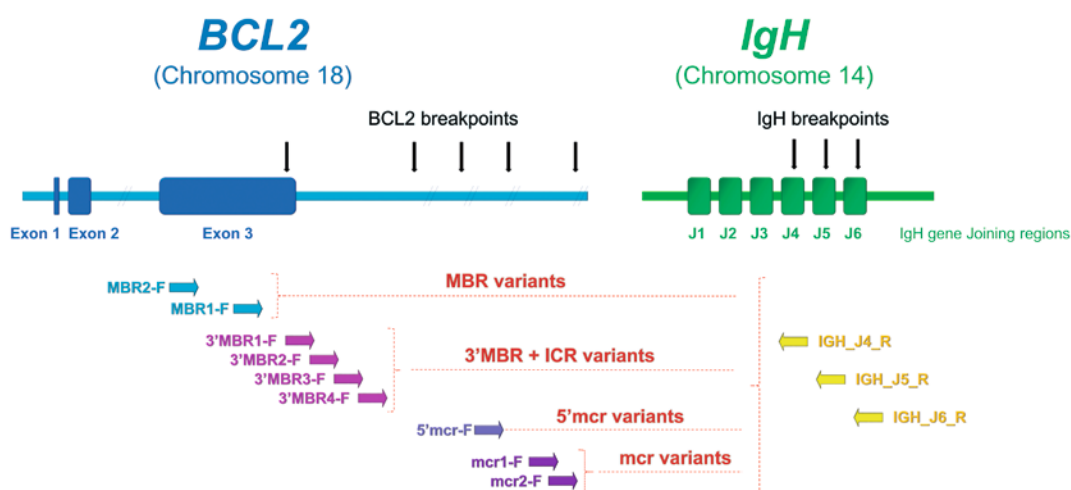 BCL2
(Chromosome 18)
IgH
(Chromosome 14)
BCL2 breakpoints
IgH breakpoints
Exon 1
Exon 2
Exon 3
J1
J2
J3
J4
J5
J6
IgH gene Joining regions
MBR2-F
MBR1-F
MBR variants
3'MBR1-F
3'MBR2-F
3'MBR3-F
3'MBR4-F
3'MBR + ICR variants
IGH_J4_R
IGH_J5_R
IGH_J6_R
5'mcr-F
5'mcr variants
mcr1-F
mcr2-F
mcr variants